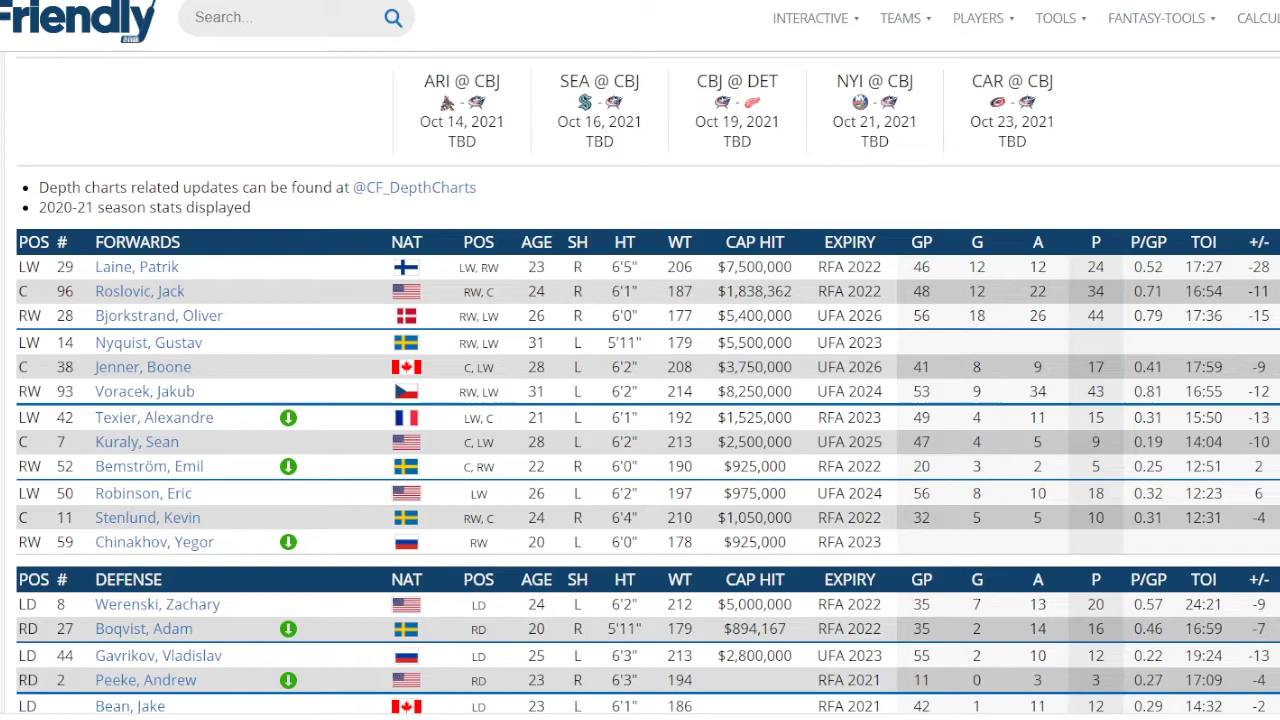 Friendly
Search...
INTERACTIVE TEAMS PLAYERS TOOLS FANTASY-TOOLS CALCUL
ARI @ CBJ SEA @ CBJ CBJ @ DET NYI @ CBJ CAR @ CBJ
- - - - -
Oct 14, 2021 Oct 16, 2021 Oct 19, 2021 Oct 21, 2021 Oct 23, 2021
TBD TBD TBD TBD TBD
• Depth charts related updates can be found at @CF_DepthCharts
• 2020-21 season stats displayed
POS # FORWARDS NAT POS AGE SH HT WT CAP HIT EXPIRY GP G A P P/GP TOI +/-
LW 29 Laine, Patrik LW, RW 23 R 6'5" 206 $7,500,000 RFA 2022 46 12 12 24 0.52 17:27 -28
C 96 Roslovic, Jack RW, C 24 R 6'1" 187 $1,838,362 RFA 2022 48 12 22 34 0.71 16:54 -11
RW 28 Bjorkstrand, Oliver RW, LW 26 R 6'0" 177 $5,400,000 UFA 2026 56 18 26 44 0.79 17:36 -15
LW 14 Nyquist, Gustav RW, LW 31 L 5'11" 179 $5,500,000 UFA 2023
C 38 Jenner, Boone C, LW 28 L 6'2" 208 $3,750,000 UFA 2026 41 8 9 17 0.41 17:59 -9
RW 93 Voracek, Jakub RW, LW 31 L 6'2" 214 $8,250,000 UFA 2024 53 9 34 43 0.81 16:55 -12
LW 42 Texier, Alexandre LW, C 21 L 6'1" 192 $1,525,000 RFA 2023 49 4 11 15 0.31 15:50 -13
C 7 Kuraly, Sean C, LW 28 L 6'2" 213 $2,500,000 UFA 2025 47 4 5 9 0.19 14:04 -10
RW 52 Bemström, Emil C, RW 22 R 6'0" 190 $925,000 RFA 2022 20 3 2 5 0.25 12:51 2
LW 50 Robinson, Eric LW 26 L 6'2" 197 $975,000 UFA 2024 56 8 10 18 0.32 12:23 6
C 11 Stenlund, Kevin RW, C 24 R 6'4" 210 $1,050,000 RFA 2022 32 5 5 10 0.31 12:31 -4
RW 59 Chinakhov, Yegor RW 20 L 6'0" 178 $925,000 RFA 2023
POS # DEFENSE NAT POS AGE SH HT WT CAP HIT EXPIRY GP G A P P/GP TOI +/-
LD 8 Werenski, Zachary LD 24 L 6'2" 212 $5,000,000 RFA 2022 35 7 13 20 0.57 24:21 -9
RD 27 Boqvist, Adam RD 20 R 5'11" 179 $894,167 RFA 2022 35 2 14 16 0.46 16:59 -7
LD 44 Gavrikov, Vladislav LD 25 L 6'3" 213 $2,800,000 UFA 2023 55 2 10 12 0.22 19:24 -13
RD 2 Peeke, Andrew RD 23 R 6'3" 194 RFA 2021 11 0 3 3 0.27 17:09 -4
LD Bean, Jake LD 23 L 6'1" 186 RFA 2021 42 1 11 12 0.29 14:32 -2